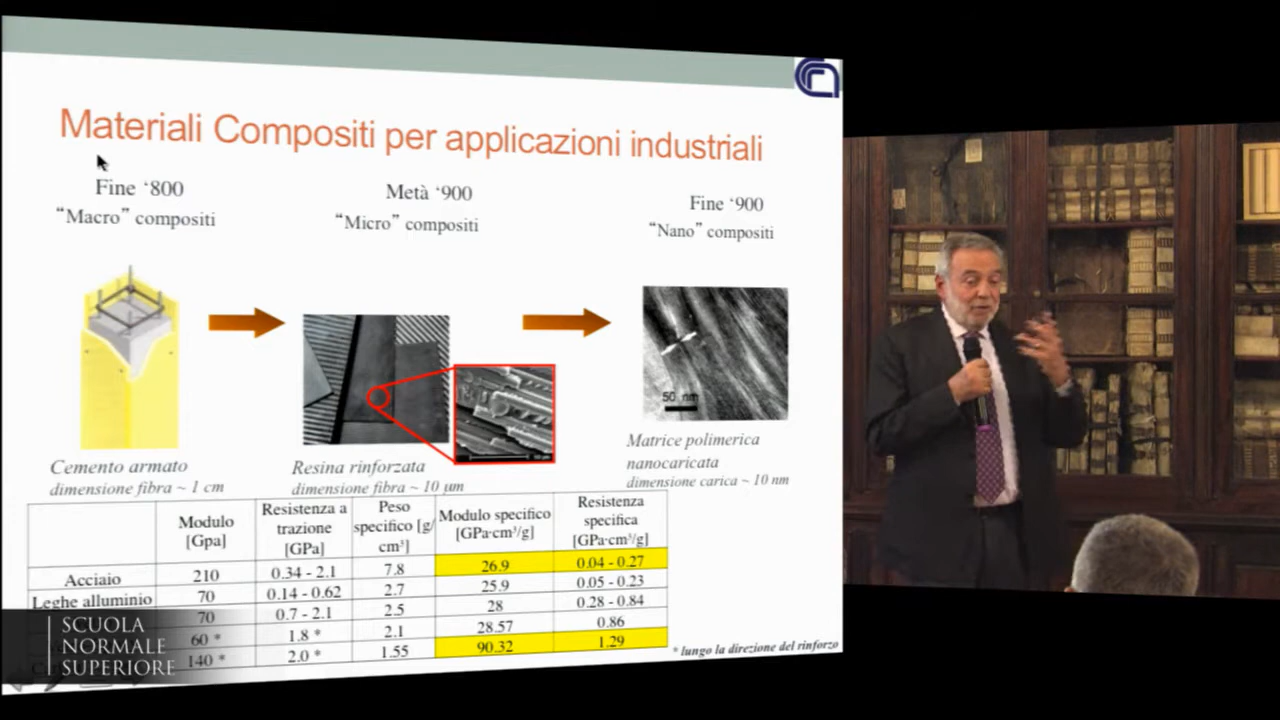 Materiali Compositi per applicazioni industriali
Fine ‘800
“Macro” compositi
Metà ‘900
“Micro” compositi
Fine ‘900
“Nano” compositi
50 nm
Cemento armato
dimensione fibra ~ 1 cm
Resina rinforzata
dimensione fibra ~ 10 µm
Matrice polimerica
nanocaricata
dimensione carica ~ 10 nm
Modulo [Gpa] Resistenza a trazione [GPa] Peso specifico [g/cm³] Modulo specifico [GPa·cm³/g] Resistenza specifica [GPa·cm³/g]
Acciaio 210 0.34 - 2.1 7.8 26.9 0.04 - 0.27
Leghe alluminio 70 0.14 - 0.62 2.7 25.9 0.05 - 0.23
70 0.7 - 2.1 2.5 28 0.28 - 0.84
60 * 1.8 * 2.1 28.57 0.86
140 * 2.0 * 1.55 90.32 1.29
* lungo la direzione del rinforzo
SCUOLA
NORMALE
SUPERIORE